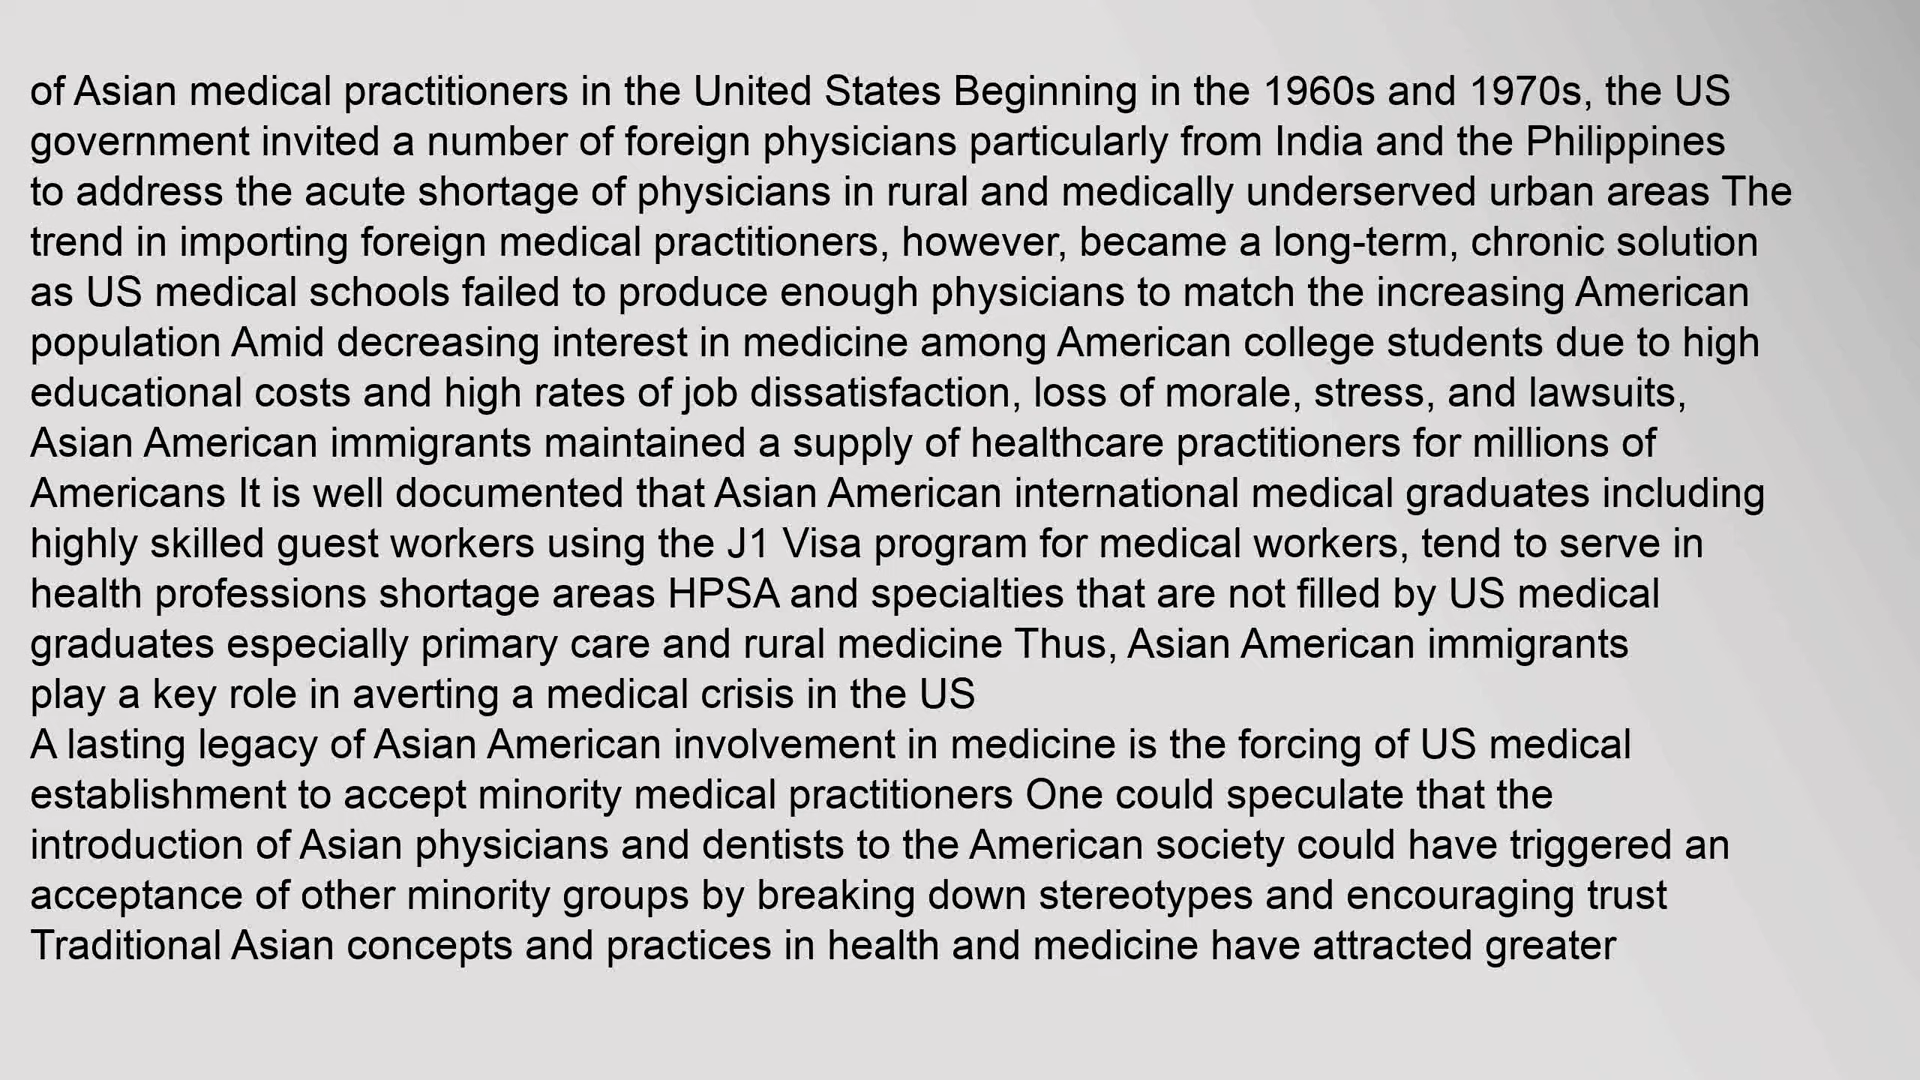 of Asian medical practitioners in the United States Beginning in the 1960s and 1970s, the US
government invited a number of foreign physicians particularly from India and the Philippines
to address the acute shortage of physicians in rural and medically underserved urban areas The
trend in importing foreign medical practitioners, however, became a long-term, chronic solution
as US medical schools failed to produce enough physicians to match the increasing American
population Amid decreasing interest in medicine among American college students due to high
educational costs and high rates of job dissatisfaction, loss of morale, stress, and lawsuits,
Asian American immigrants maintained a supply of healthcare practitioners for millions of
Americans It is well documented that Asian American international medical graduates including
highly skilled guest workers using the J1 Visa program for medical workers, tend to serve in
health professions shortage areas HPSA and specialties that are not filled by US medical
graduates especially primary care and rural medicine Thus, Asian American immigrants
play a key role in averting a medical crisis in the US
A lasting legacy of Asian American involvement in medicine is the forcing of US medical
establishment to accept minority medical practitioners One could speculate that the
introduction of Asian physicians and dentists to the American society could have triggered an
acceptance of other minority groups by breaking down stereotypes and encouraging trust
Traditional Asian concepts and practices in health and medicine have attracted greater